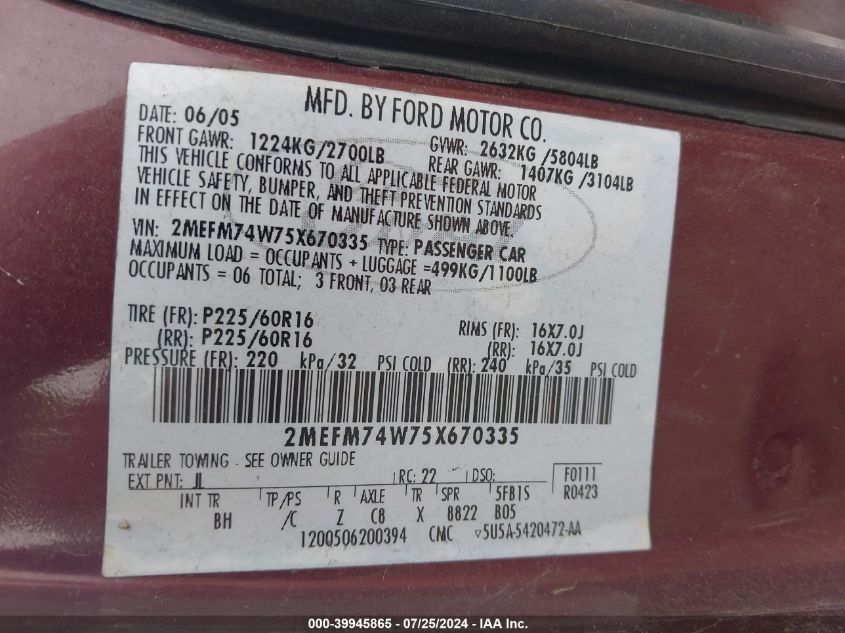 MFD. BY FORD MOTOR CO.
DATE: 06/05 GVWR: 2632KG /5804LB
FRONT GAWR: 1224KG/2700LB REAR GAWR: 1407KG /3104LB
THIS VEHICLE CONFORMS TO ALL APPLICABLE FEDERAL MOTOR
VEHICLE SAFETY, BUMPER, AND THEFT PREVENTION STANDARDS
IN EFFECT ON THE DATE OF MANUFACTURE SHOWN ABOVE.
VIN: 2MEFM74W75X670335 TYPE: PASSENGER CAR
MAXIMUM LOAD = OCCUPANTS + LUGGAGE =499KG/1100LB
OCCUPANTS = 06 TOTAL; 3 FRONT, 03 REAR
TIRE (FR): P225/60R16 RIMS (FR): 16X7.0J
(RR): P225/60R16 (RR): 16X7.0J
PRESSURE (FR): 220 kPa/32 PSI COLD (RR): 240 kPa/35 PSI COLD
2MEFM74W75X670335
TRAILER TOWING - SEE OWNER GUIDE
EXT PNT: JL RC: 22 DSO: F0111
INT TR TP/PS R AXLE TR SPR 5FB1S R0423
BH /C Z C8 X 8822 B05
1200506200394 CMC ▽5U5A-5420472-AA
000-39945865 - 07/25/2024 - IAA Inc.